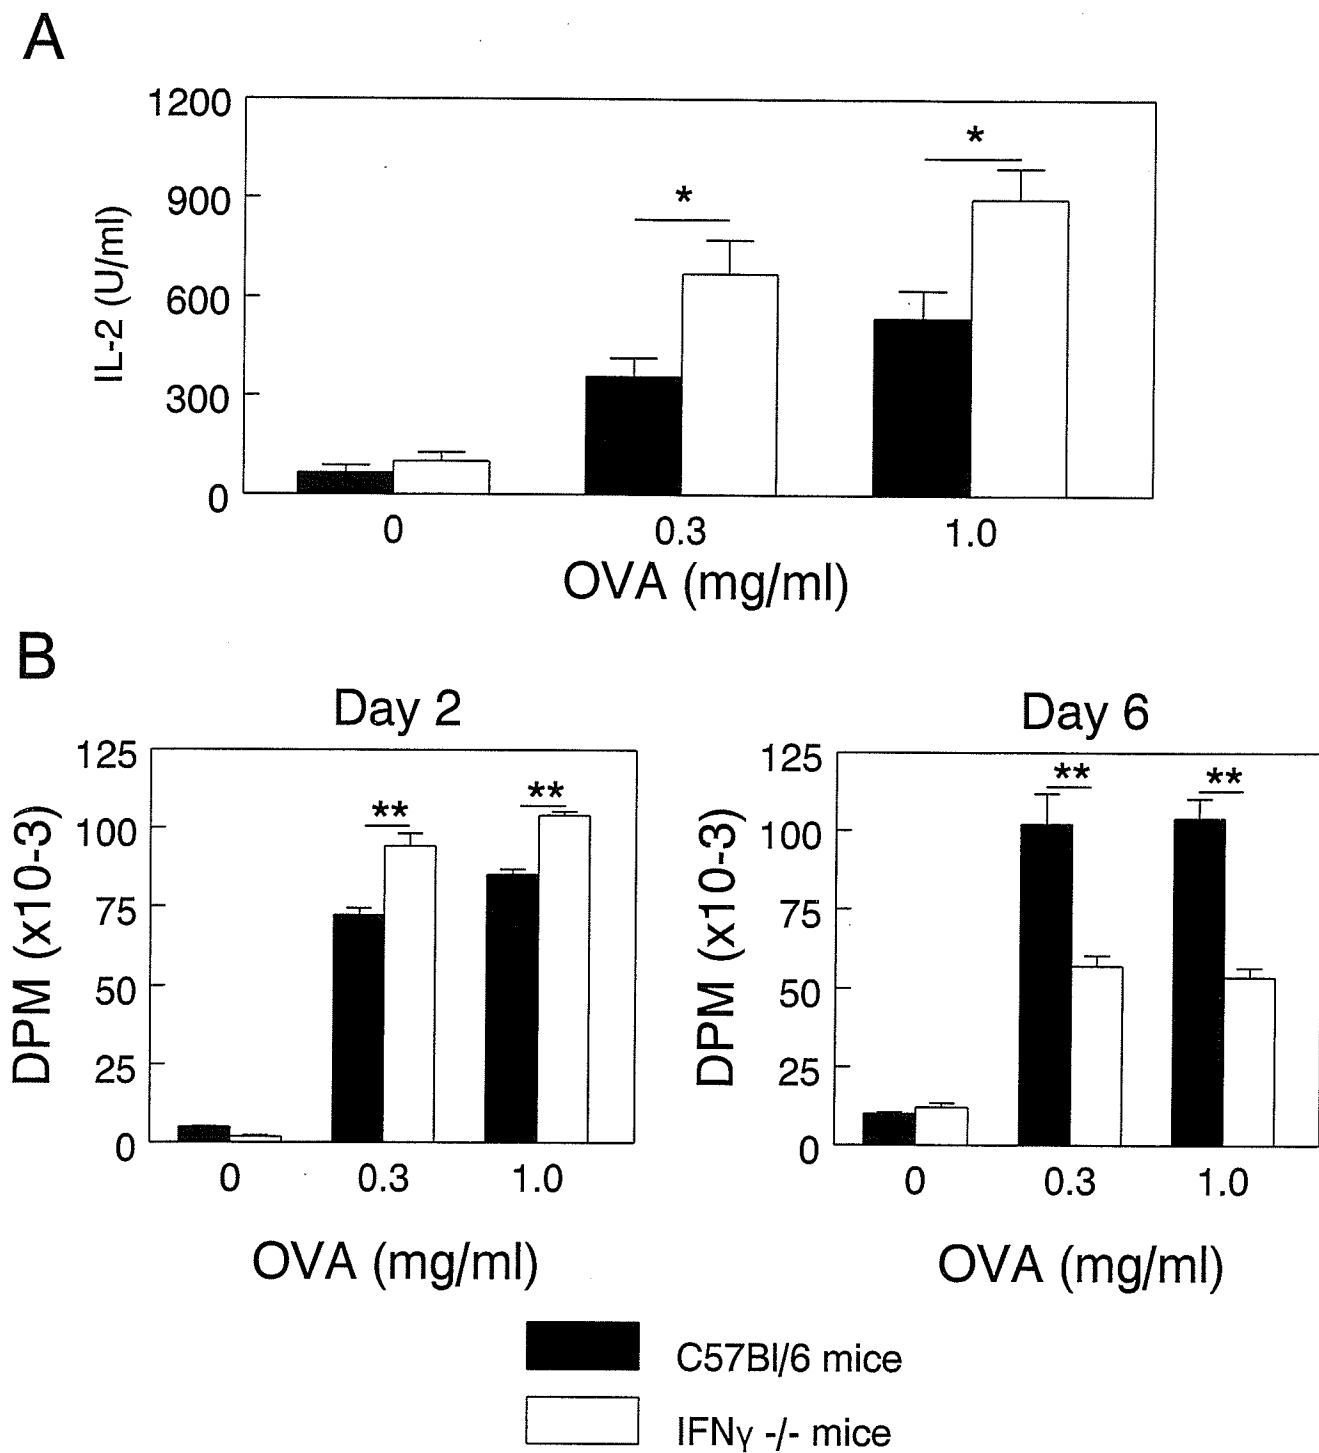 A
1200
900
600
300
0
IL-2 (U/ml)
*
*
0 0.3 1.0
OVA (mg/ml)
B
Day 2
125
100
75
50
25
0
DPM (x10-3)
**
**
0 0.3 1.0
OVA (mg/ml)
Day 6
125
100
75
50
25
0
DPM (x10-3)
**
**
0 0.3 1.0
OVA (mg/ml)
C57Bl/6 mice
IFNγ -/- mice